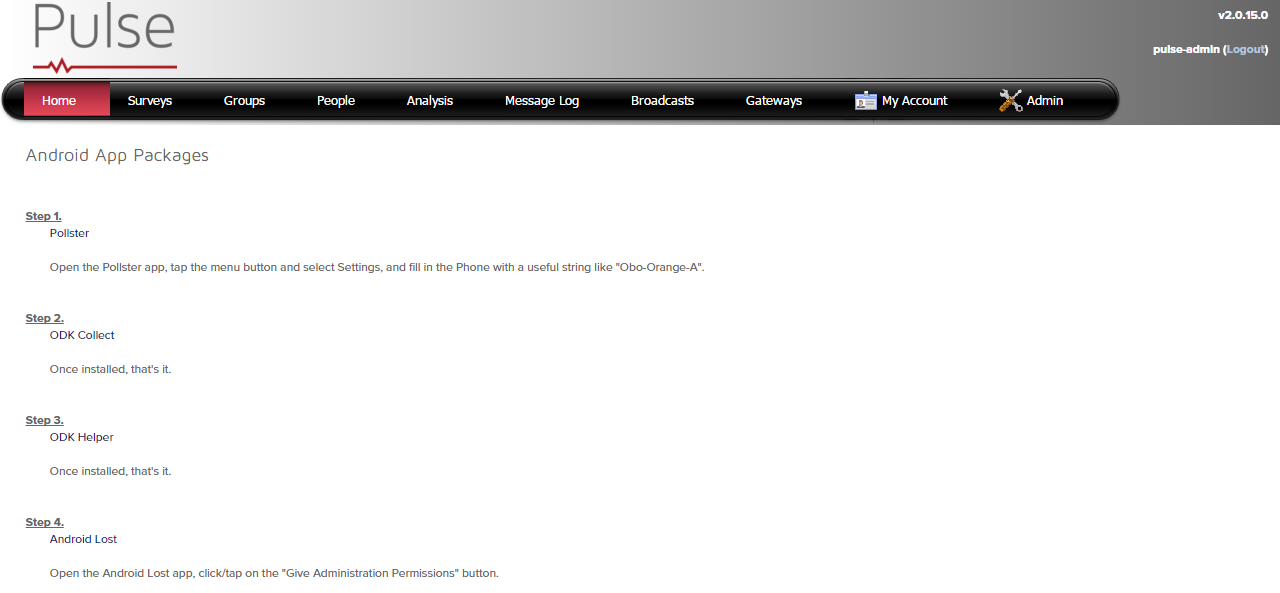 Pulse
v2.0.15.0
pulse-admin (Logout)
Home Surveys Groups People Analysis Message Log Broadcasts Gateways My Account Admin
Android App Packages
Step 1.
Pollster
Open the Pollster app, tap the menu button and select Settings, and fill in the Phone with a useful string like "Obo-Orange-A".
Step 2.
ODK Collect
Once installed, that's it.
Step 3.
ODK Helper
Once installed, that's it.
Step 4.
Android Lost
Open the Android Lost app, click/tap on the "Give Administration Permissions" button.